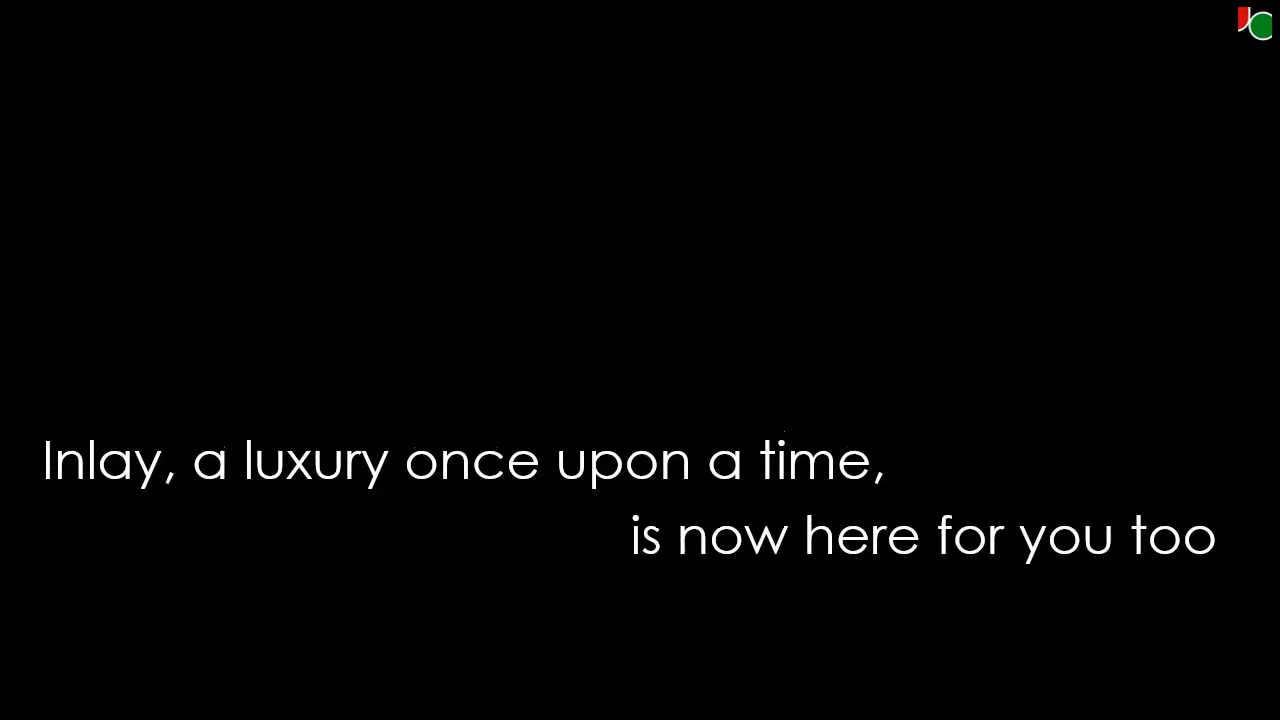 Inlay, a luxury once upon a time,
is now here for you too